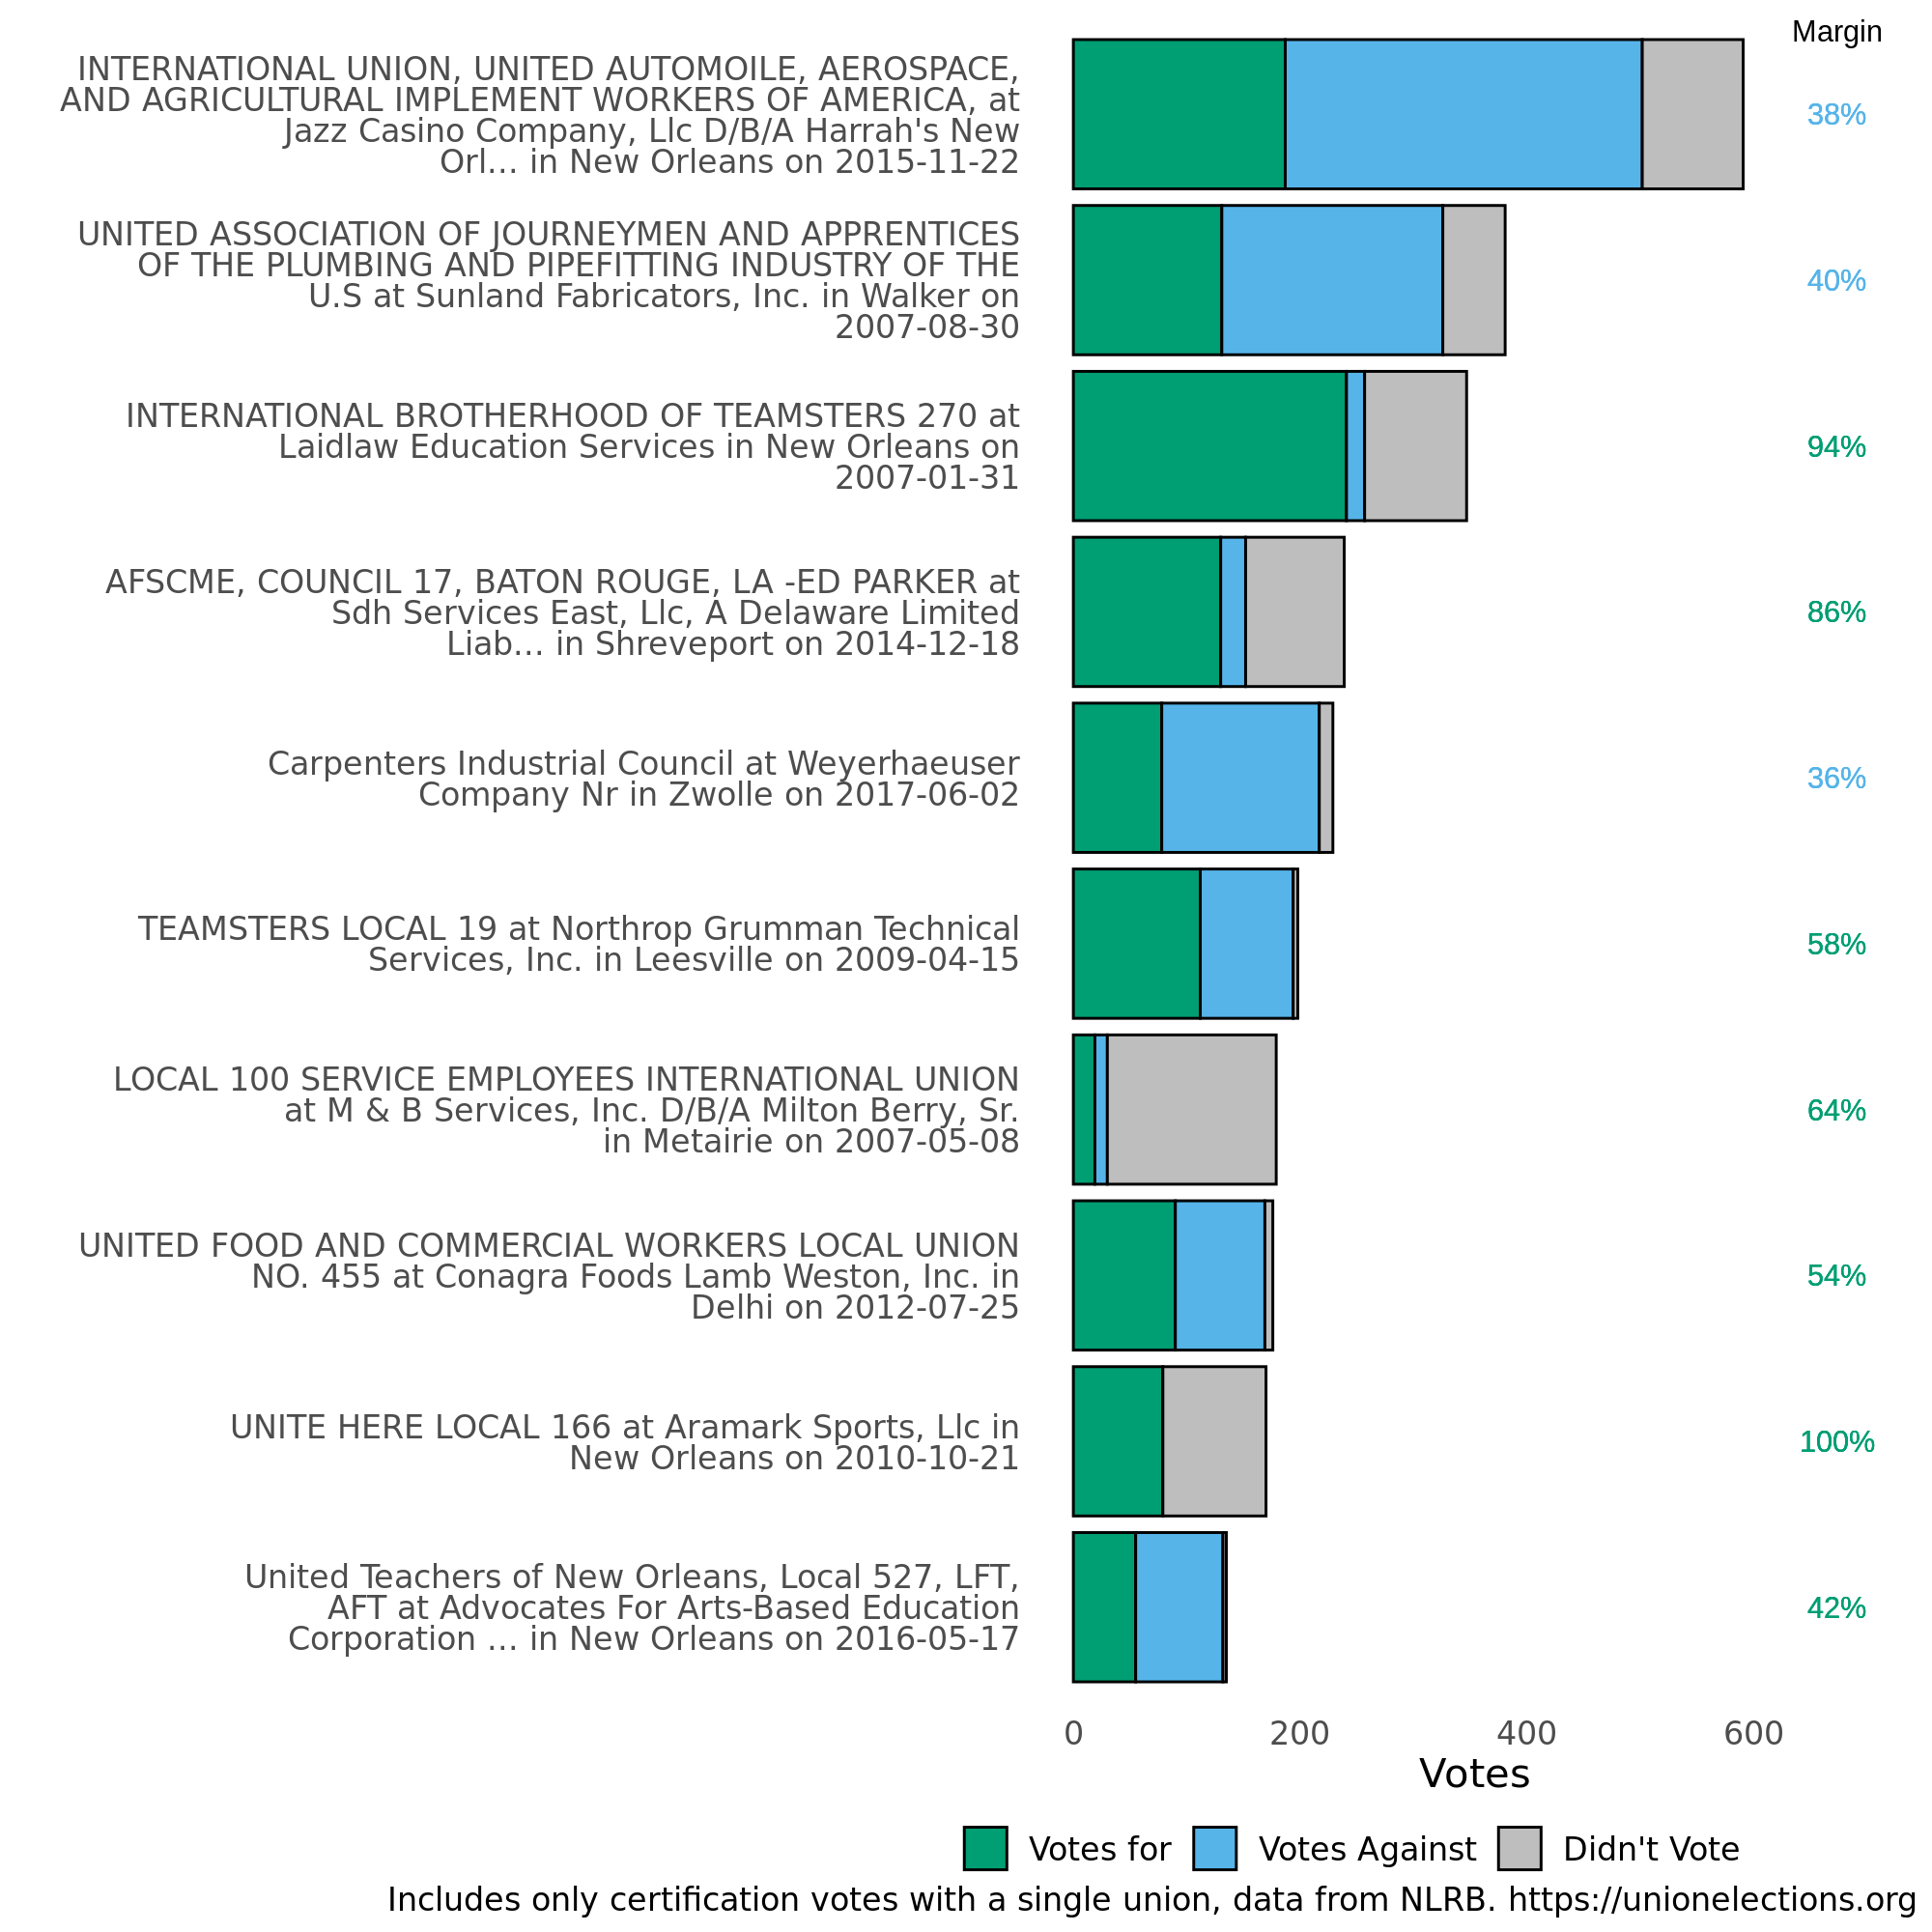 Margin
INTERNATIONAL UNION, UNITED AUTOMOILE, AEROSPACE,
AND AGRICULTURAL IMPLEMENT WORKERS OF AMERICA, at
Jazz Casino Company, Llc D/B/A Harrah's New
Orl... in New Orleans on 2015-11-22
38%
UNITED ASSOCIATION OF JOURNEYMEN AND APPRENTICES
OF THE PLUMBING AND PIPEFITTING INDUSTRY OF THE
U.S at Sunland Fabricators, Inc. in Walker on
2007-08-30
40%
INTERNATIONAL BROTHERHOOD OF TEAMSTERS 270 at
Laidlaw Education Services in New Orleans on
2007-01-31
94%
AFSCME, COUNCIL 17, BATON ROUGE, LA -ED PARKER at
Sdh Services East, Llc, A Delaware Limited
Liab... in Shreveport on 2014-12-18
86%
Carpenters Industrial Council at Weyerhaeuser
Company Nr in Zwolle on 2017-06-02
36%
TEAMSTERS LOCAL 19 at Northrop Grumman Technical
Services, Inc. in Leesville on 2009-04-15
58%
LOCAL 100 SERVICE EMPLOYEES INTERNATIONAL UNION
at M & B Services, Inc. D/B/A Milton Berry, Sr.
in Metairie on 2007-05-08
64%
UNITED FOOD AND COMMERCIAL WORKERS LOCAL UNION
NO. 455 at Conagra Foods Lamb Weston, Inc. in
Delhi on 2012-07-25
54%
UNITE HERE LOCAL 166 at Aramark Sports, Llc in
New Orleans on 2010-10-21
100%
United Teachers of New Orleans, Local 527, LFT,
AFT at Advocates For Arts-Based Education
Corporation ... in New Orleans on 2016-05-17
42%
0 200 400 600
Votes
Votes for Votes Against Didn't Vote
Includes only certification votes with a single union, data from NLRB. https://unionelections.org